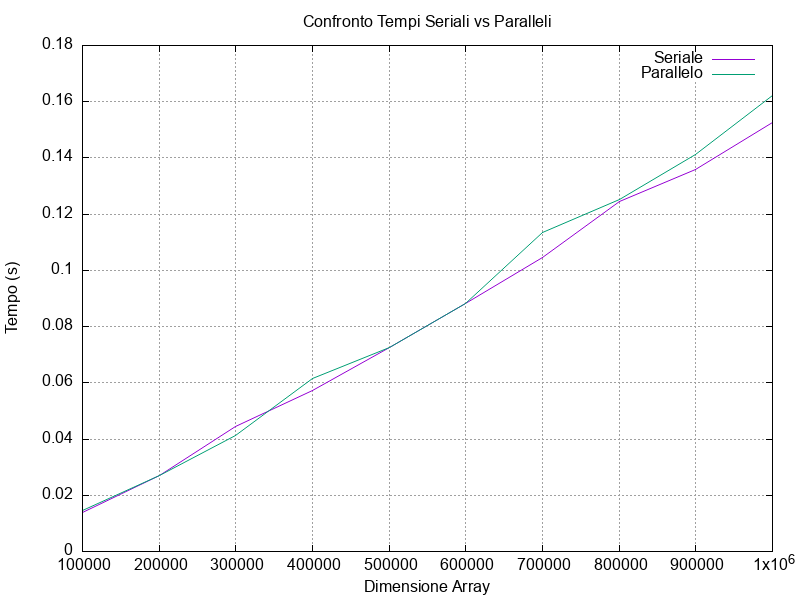 Confronto Tempi Seriali vs Paralleli
Seriale
Parallelo
0.18
0.16
0.14
0.12
0.1
0.08
0.06
0.04
0.02
0
Tempo (s)
100000 200000 300000 400000 500000 600000 700000 800000 900000 1x10⁶
Dimensione Array